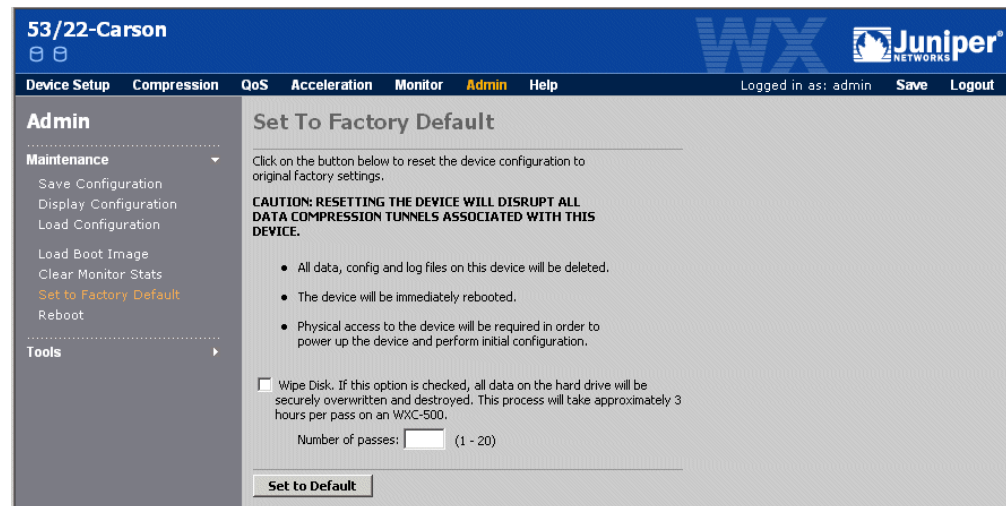 53/22-Carson
WX
Juniper®
NETWORKS
Device Setup Compression QoS Acceleration Monitor Admin Help Logged in as: admin Save Logout
Admin
Maintenance
Save Configuration
Display Configuration
Load Configuration
Load Boot Image
Clear Monitor Stats
Set to Factory Default
Reboot
Tools
Set To Factory Default
Click on the button below to reset the device configuration to
original factory settings.
CAUTION: RESETTING THE DEVICE WILL DISRUPT ALL
DATA COMPRESSION TUNNELS ASSOCIATED WITH THIS
DEVICE.
• All data, config and log files on this device will be deleted.
• The device will be immediately rebooted.
• Physical access to the device will be required in order to
power up the device and perform initial configuration.
Wipe Disk. If this option is checked, all data on the hard drive will be
securely overwritten and destroyed. This process will take approximately 3
hours per pass on an WXC-500.
Number of passes: (1 - 20)
Set to Default